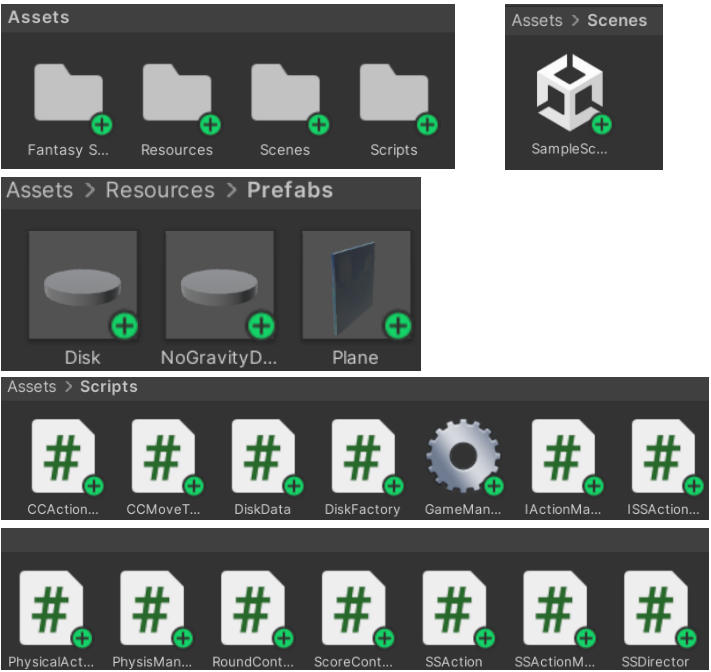 Assets
Fantasy S...
Resources
Scenes
Scripts
Assets > Scenes
SampleSc...
Assets > Resources > Prefabs
Disk
NoGravityD...
Plane
Assets > Scripts
#
#
#
#
#
#
CCAction...
CCMoveT...
DiskData
DiskFactory
GameMan...
IActionMa...
ISSAction...
#
#
#
#
#
#
#
PhysicalAct...
PhysisMan...
RoundCont...
ScoreCont...
SSAction
SSActionM...
SSDirector